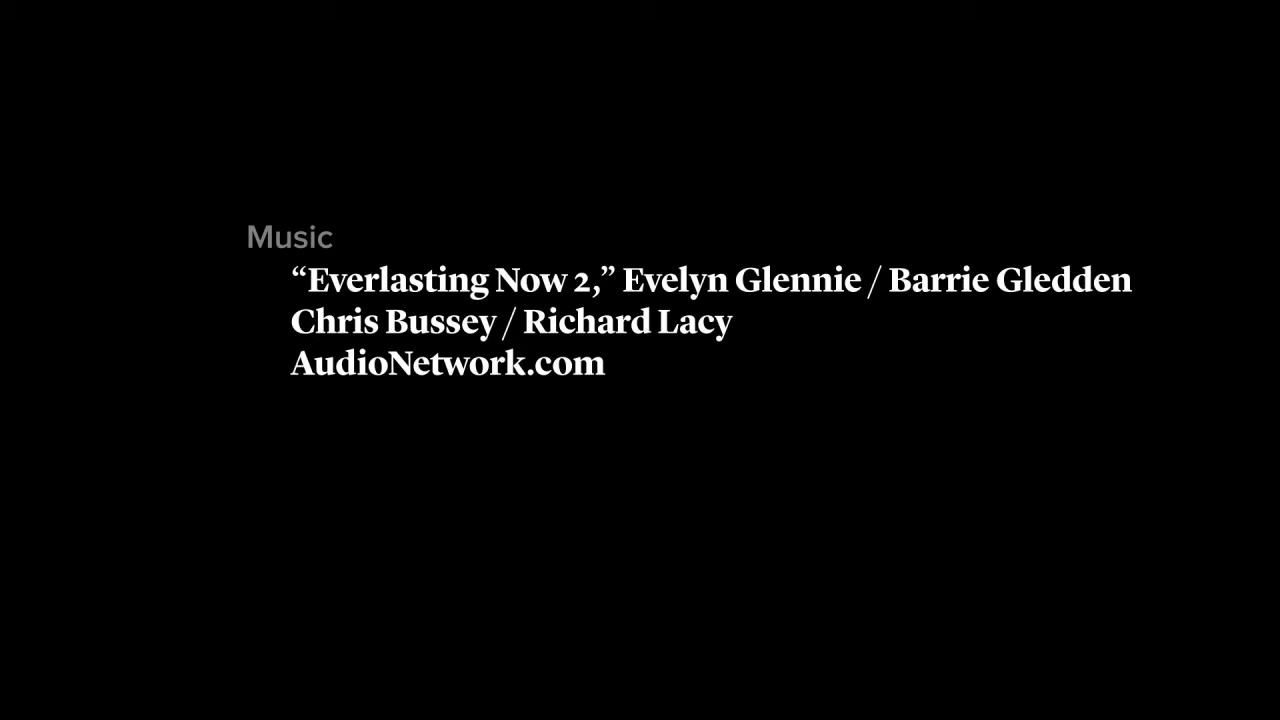 Music
“Everlasting Now 2,” Evelyn Glennie / Barrie Gledden
Chris Bussey / Richard Lacy
AudioNetwork.com